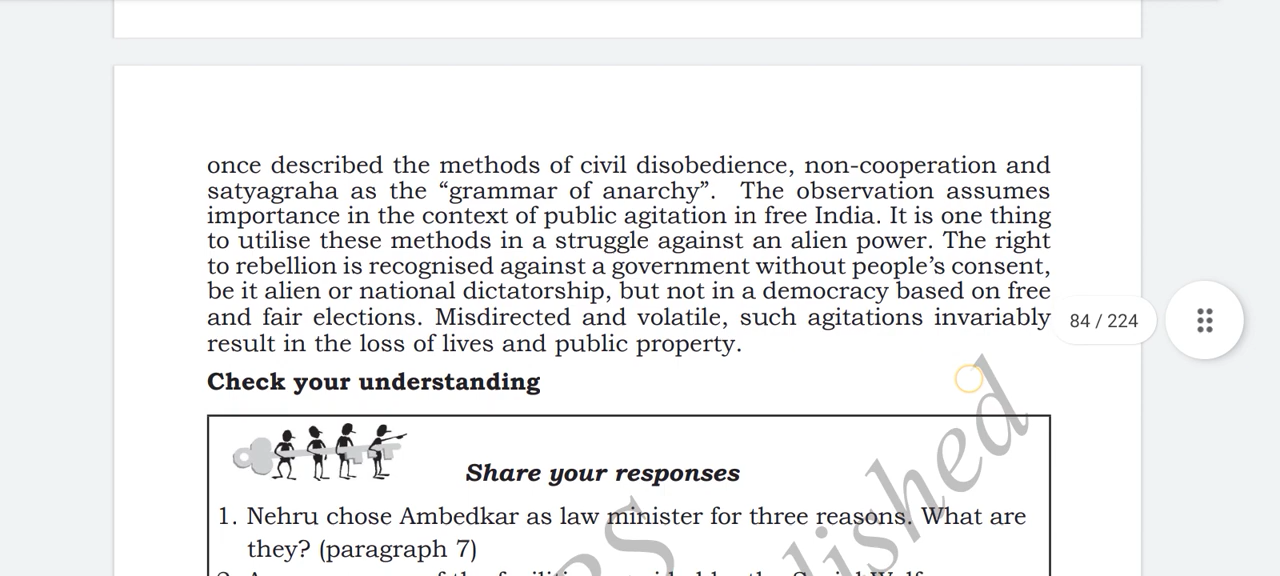 once described the methods of civil disobedience, non-cooperation and
satyagraha as the “grammar of anarchy”. The observation assumes
importance in the context of public agitation in free India. It is one thing
to utilise these methods in a struggle against an alien power. The right
to rebellion is recognised against a government without people’s consent,
be it alien or national dictatorship, but not in a democracy based on free
and fair elections. Misdirected and volatile, such agitations invariably
result in the loss of lives and public property.
84 / 224
Check your understanding
Share your responses
1. Nehru chose Ambedkar as law minister for three reasons. What are
they? (paragraph 7)